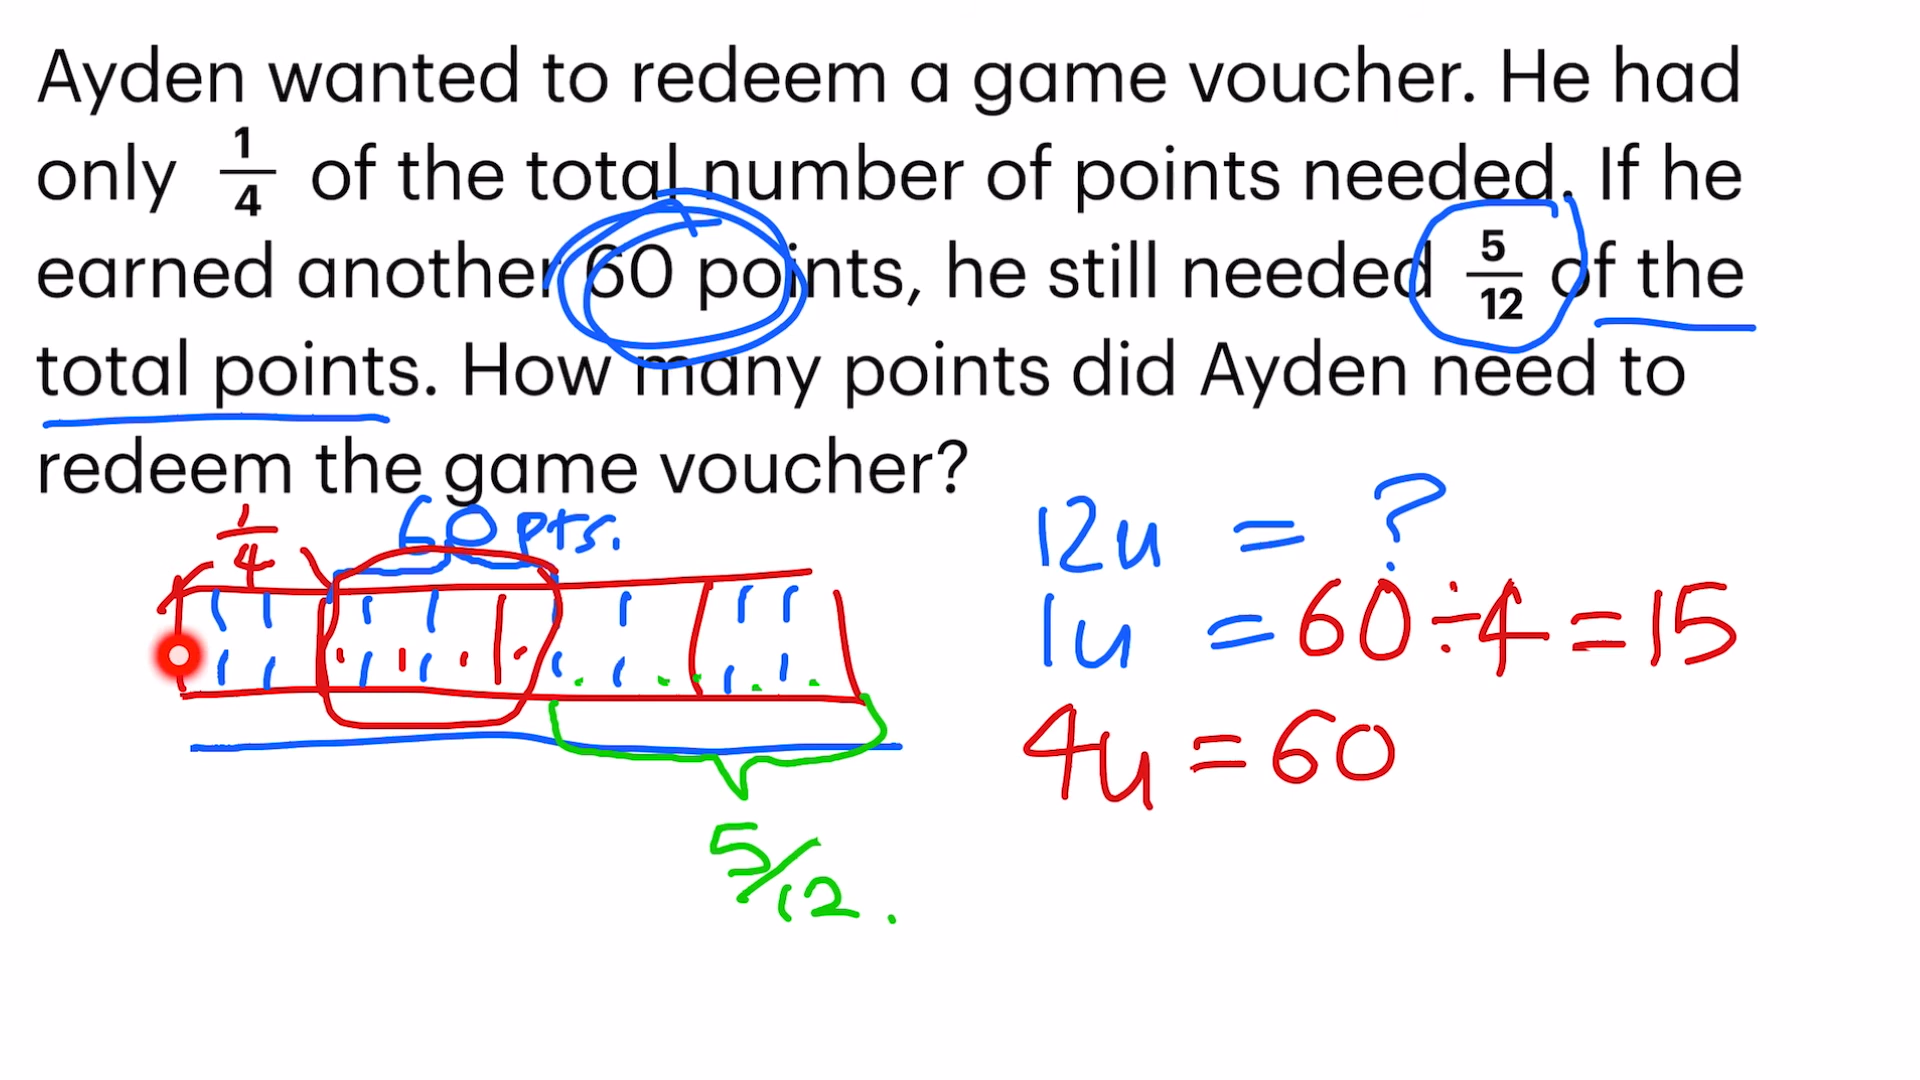 Ayden wanted to redeem a game voucher. He had
only 1/4 of the total number of points needed. If he
earned another 60 points, he still needed 5/12 of the
total points. How many points did Ayden need to
redeem the game voucher?
1/4
60 pts.
5/12.
12u = ?
1u = 60÷4=15
4u = 60